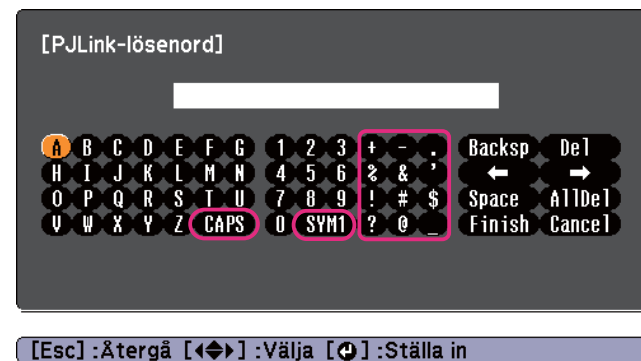 [PJLink-lösenord]
A B C D E F G 1 2 3 + - . Backsp Del
H I J K L M N 4 5 6 % & ' ← →
O P Q R S T U 7 8 9 ! # $ Space AllDel
V W X Y Z CAPS 0 SYM1 ? @ _ Finish Cancel
[Esc] :Återgå [◀◆▶] :Välja [↵] :Ställa in